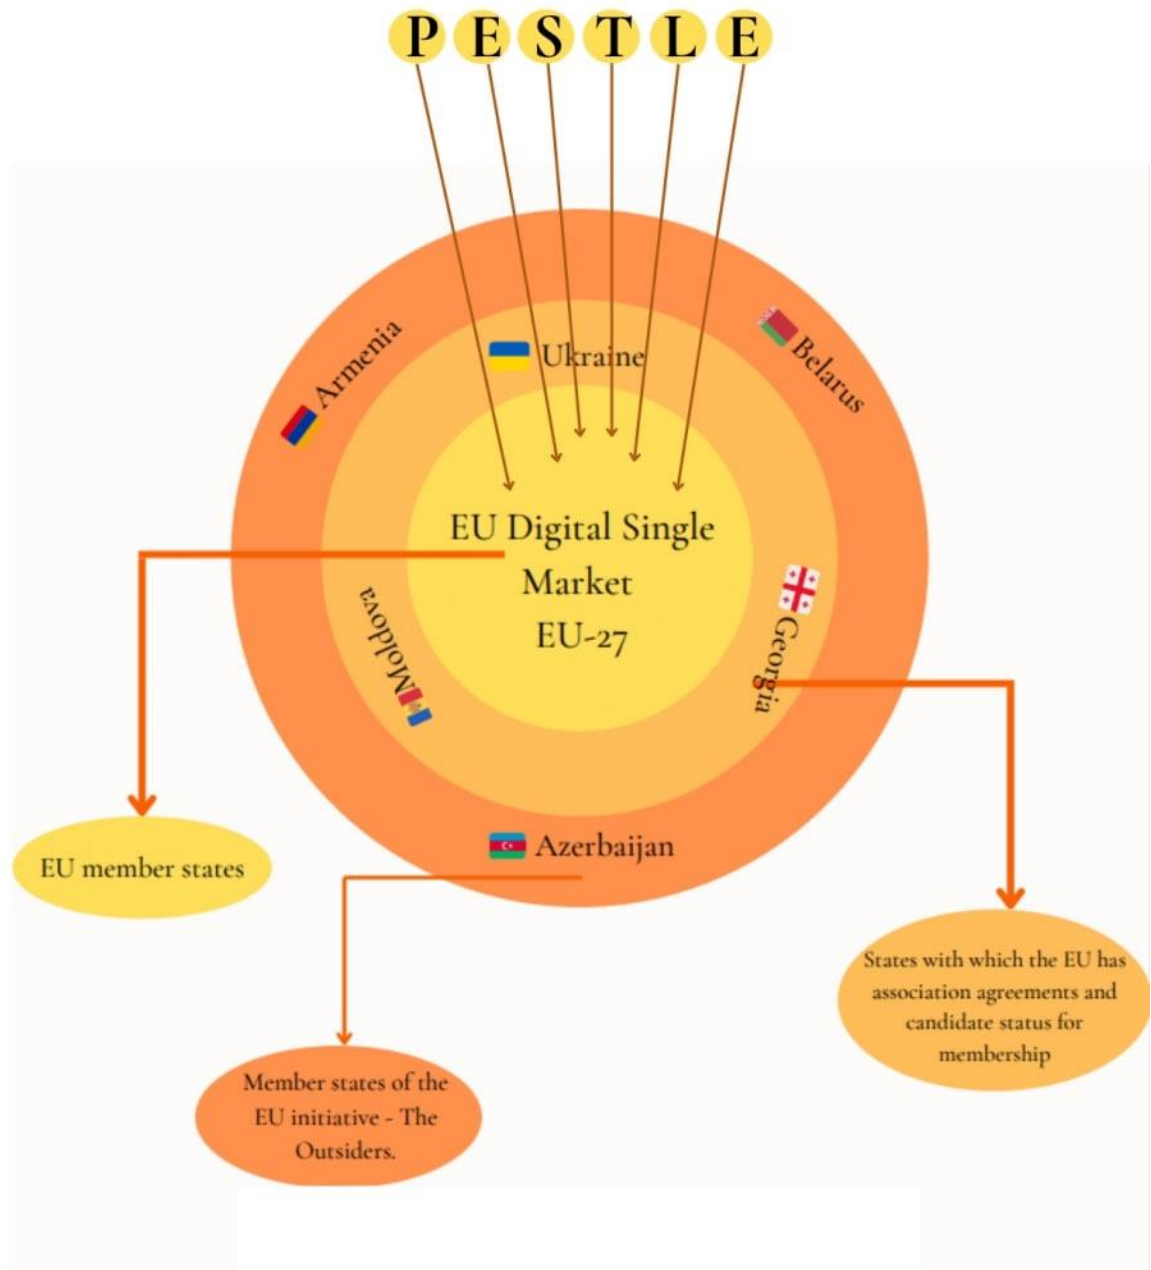 P E S T L E
Armenia
Ukraine
Belarus
EU Digital Single
Market
EU-27
Moldova
Georgia
Azerbaijan
EU member states
States with which the EU has
association agreements and
candidate status for
membership
Member states of the
EU initiative - The
Outsiders.